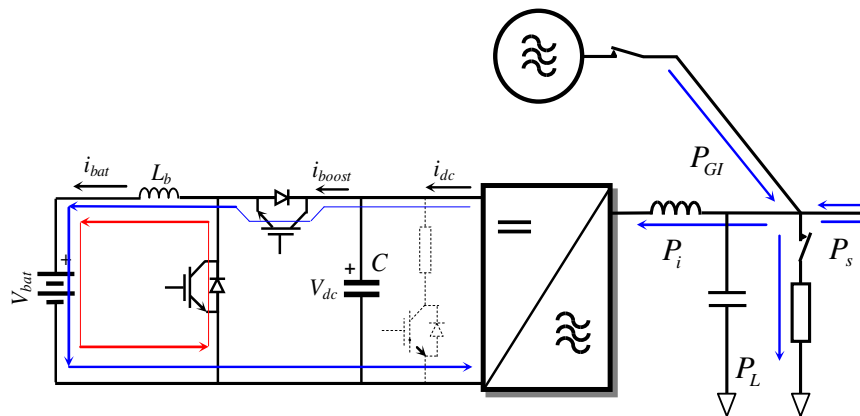 P_GI
i_bat
L_b
i_boost
i_dc
V_bat
+
+
C
V_dc
P_i
P_s
P_L